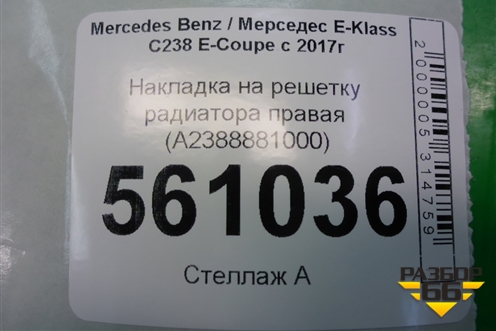 Mercedes Benz / Мерседес E-Klass
C238 E-Coupe с 2017г
Накладка на решетку
радиатора правая
(A2388881000)
561036
Стеллаж А
2000005314759
РАЗБОР
66